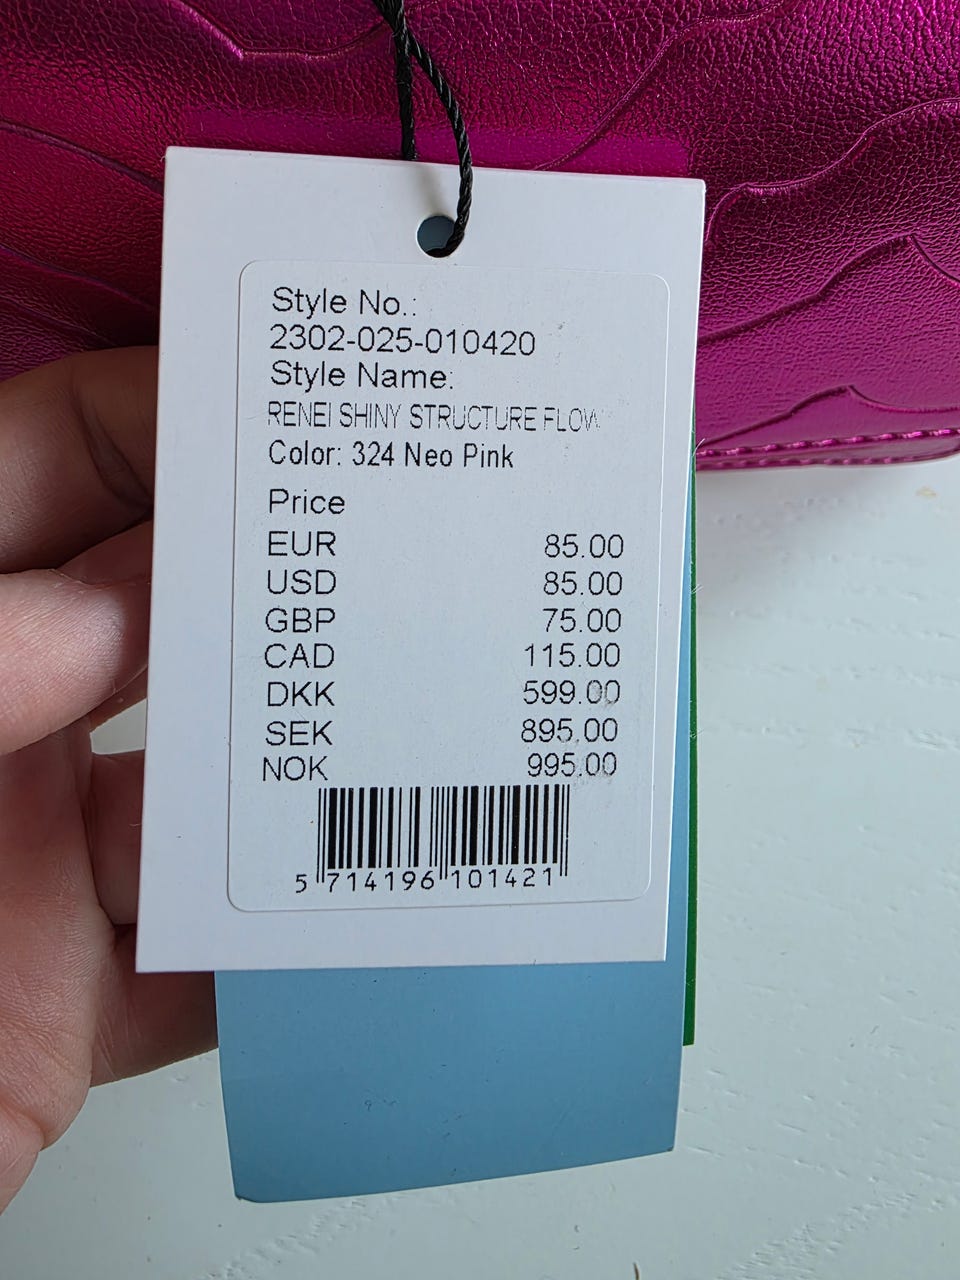 Style No.:
2302-025-010420
Style Name:
RENEI SHINY STRUCTURE FLOW
Color: 324 Neo Pink
Price
EUR 85.00
USD 85.00
GBP 75.00
CAD 115.00
DKK 599.00
SEK 895.00
NOK 995.00
5 714196 101421